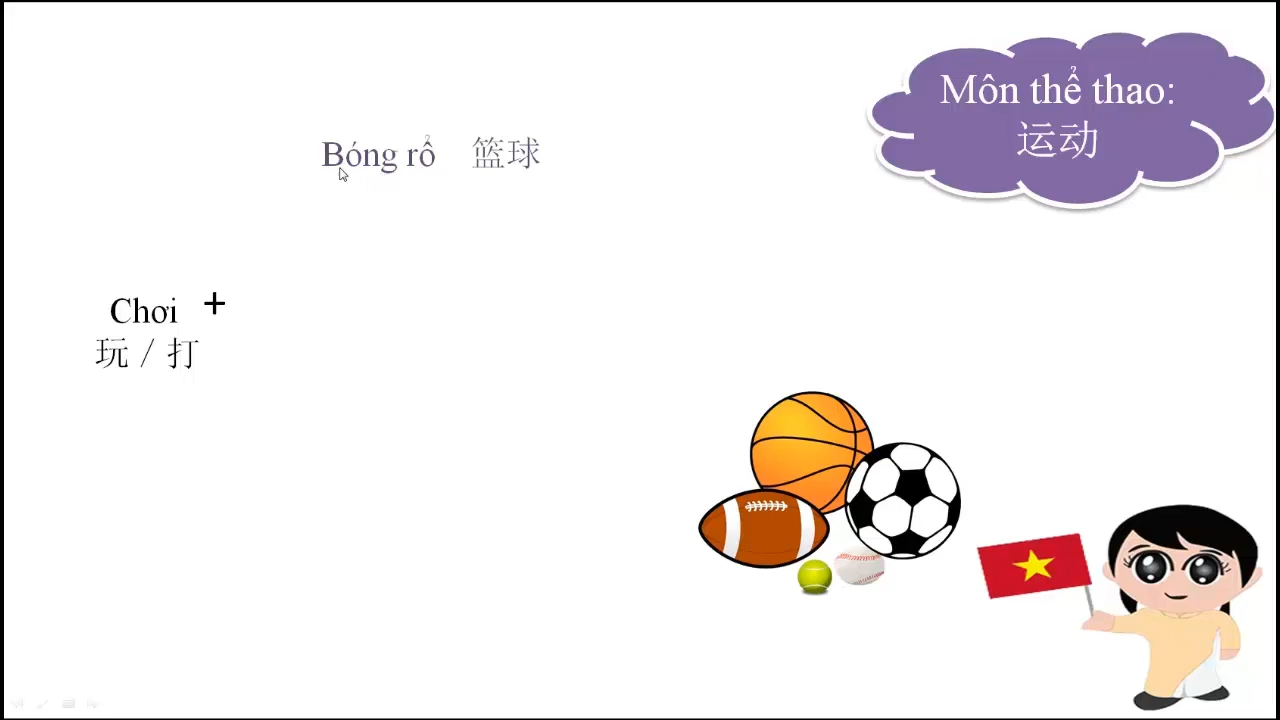 Môn thể thao:
运动
Bóng rổ 篮球
Chơi +
玩 / 打